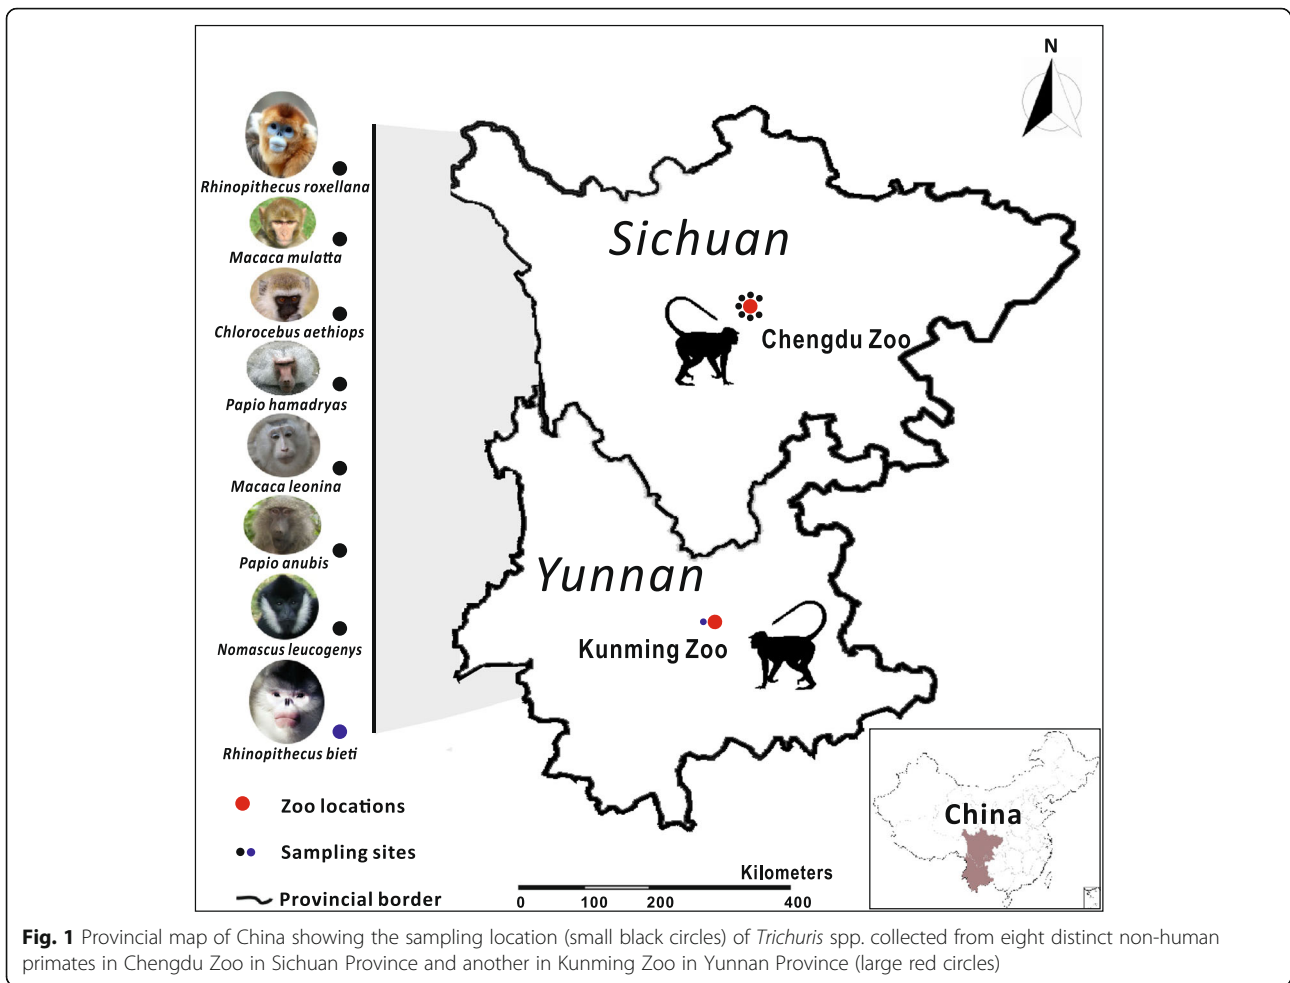 N
Rhinopithecus roxellana
Macaca mulatta
Chlorocebus aethiops
Papio hamadryas
Macaca leonina
Papio anubis
Nomascus leucogenys
Rhinopithecus bieti
Sichuan
Chengdu Zoo
Yunnan
Kunming Zoo
China
Zoo locations
Sampling sites
Provincial border
Kilometers
0 100 200 400
Fig. 1 Provincial map of China showing the sampling location (small black circles) of Trichuris spp. collected from eight distinct non-human
primates in Chengdu Zoo in Sichuan Province and another in Kunming Zoo in Yunnan Province (large red circles)